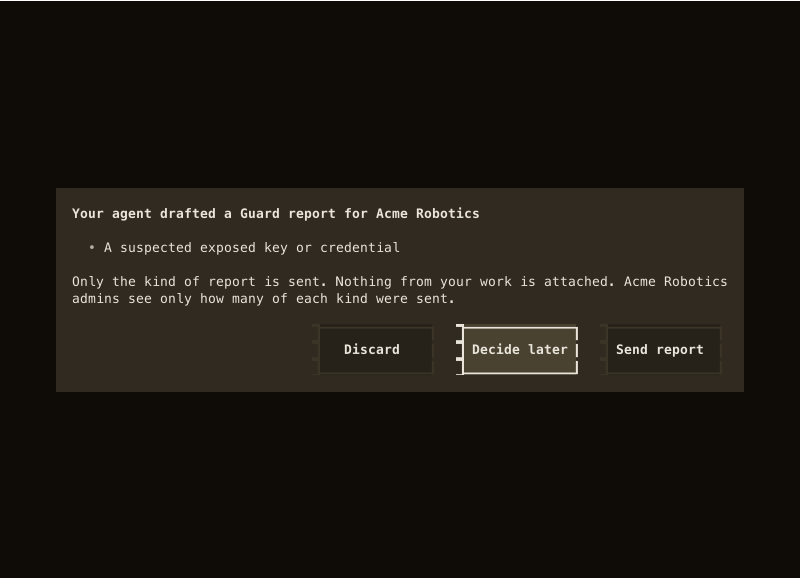 Your agent drafted a Guard report for Acme Robotics
• A suspected exposed key or credential
Only the kind of report is sent. Nothing from your work is attached. Acme Robotics
admins see only how many of each kind were sent.
Discard
Decide later
Send report